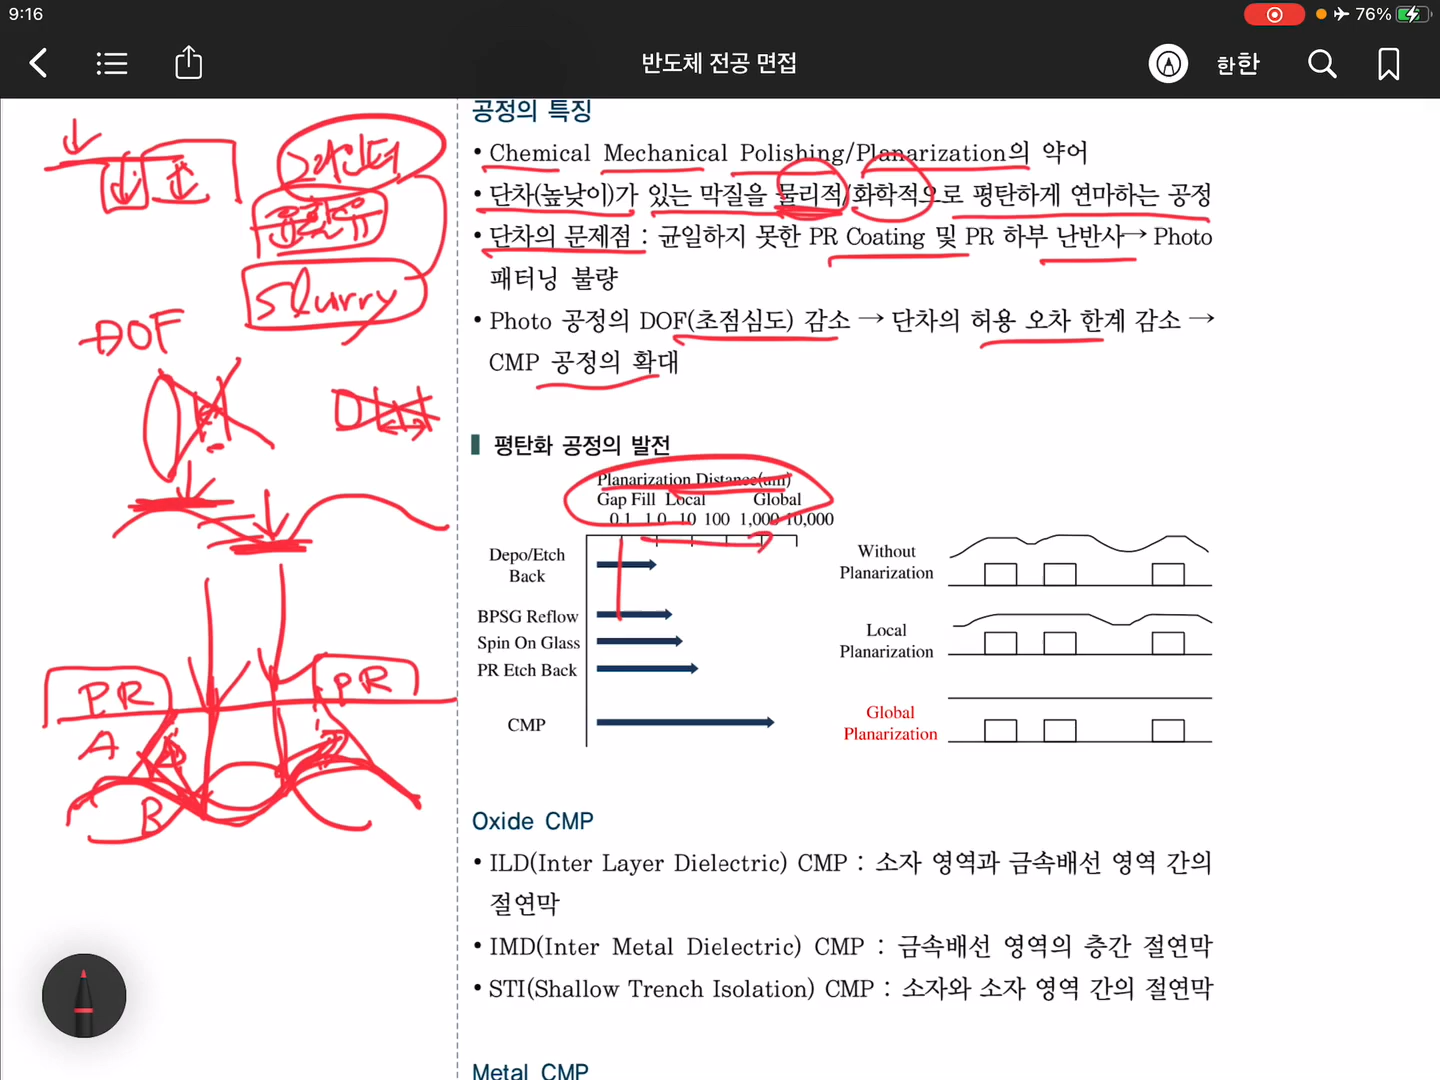 9:16
76%
반도체 전공 면접
한한
공정의 특징
• Chemical Mechanical Polishing/Planarization의 약어
• 단차(높낮이)가 있는 막질을 물리적/화학적으로 평탄하게 연마하는 공정
• 단차의 문제점 : 균일하지 못한 PR Coating 및 PR 하부 난반사→ Photo
패터닝 불량
• Photo 공정의 DOF(초점심도) 감소 → 단차의 허용 오차 한계 감소 →
CMP 공정의 확대
평탄화 공정의 발전
Planarization Distance(um)
Gap Fill Local Global
0.1 1.0 10 100 1,000 10,000
Depo/Etch
Back
BPSG Reflow
Spin On Glass
PR Etch Back
CMP
Without
Planarization
Local
Planarization
Global
Planarization
Oxide CMP
• ILD(Inter Layer Dielectric) CMP : 소자 영역과 금속배선 영역 간의
절연막
• IMD(Inter Metal Dielectric) CMP : 금속배선 영역의 층간 절연막
• STI(Shallow Trench Isolation) CMP : 소자와 소자 영역 간의 절연막
Metal CMP
Slurry
DOF
PR
PR
A
B